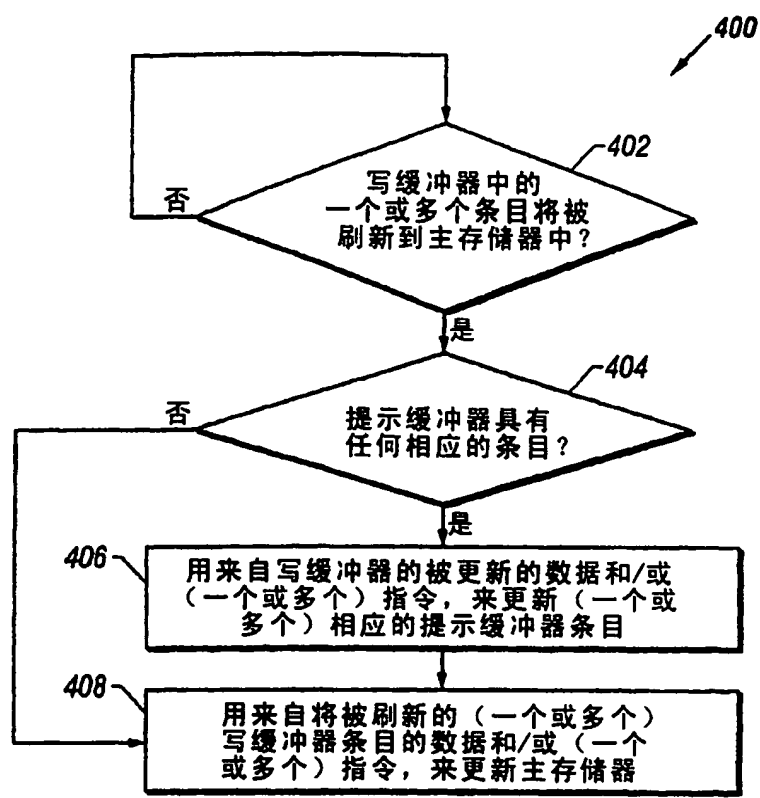 400
402
写缓冲器中的
一个或多个条目将被
刷新到主存储器中？
否
是
404
提示缓冲器具有
任何相应的条目？
否
是
406
用来自写缓冲器的被更新的数据和/或
（一个或多个）指令，来更新（一个或
多个）相应的提示缓冲器条目
408
用来自将被刷新的（一个或多个）
写缓冲器条目的数据和/或（一个
或多个）指令，来更新主存储器